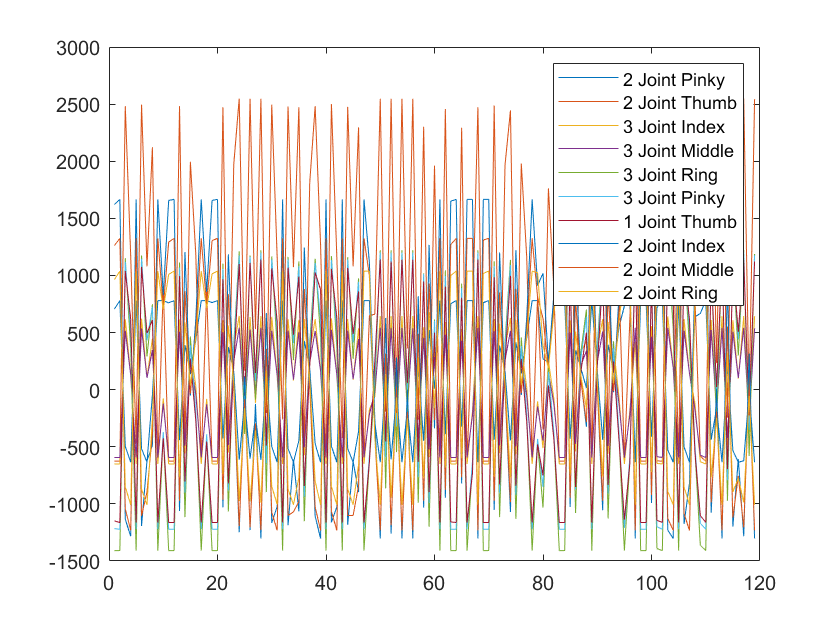 3000
2500
2000
1500
1000
500
0
-500
-1000
-1500
0 20 40 60 80 100 120
2 Joint Pinky
2 Joint Thumb
3 Joint Index
3 Joint Middle
3 Joint Ring
3 Joint Pinky
1 Joint Thumb
2 Joint Index
2 Joint Middle
2 Joint Ring